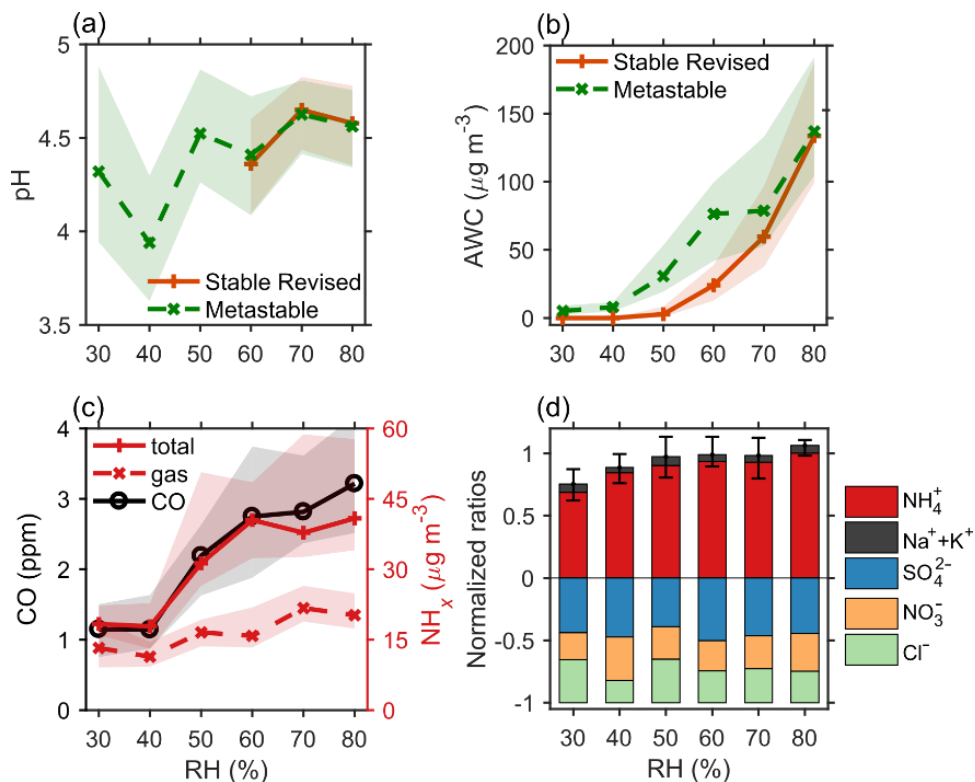 (a)
5
4.5
4
3.5
pH
Stable Revised
Metastable
30 40 50 60 70 80
(b)
200
150
100
50
0
AWC (μg m⁻³)
Stable Revised
Metastable
30 40 50 60 70 80
(c)
4
3
2
1
0
CO (ppm)
total
gas
CO
60
45
30
15
0
NHₓ (μg m⁻³)
30 40 50 60 70 80
RH (%)
(d)
1
0.5
0
-0.5
-1
Normalized ratios
30 40 50 60 70 80
RH (%)
NH₄⁺
Na⁺+K⁺
SO₄²⁻
NO₃⁻
Cl⁻